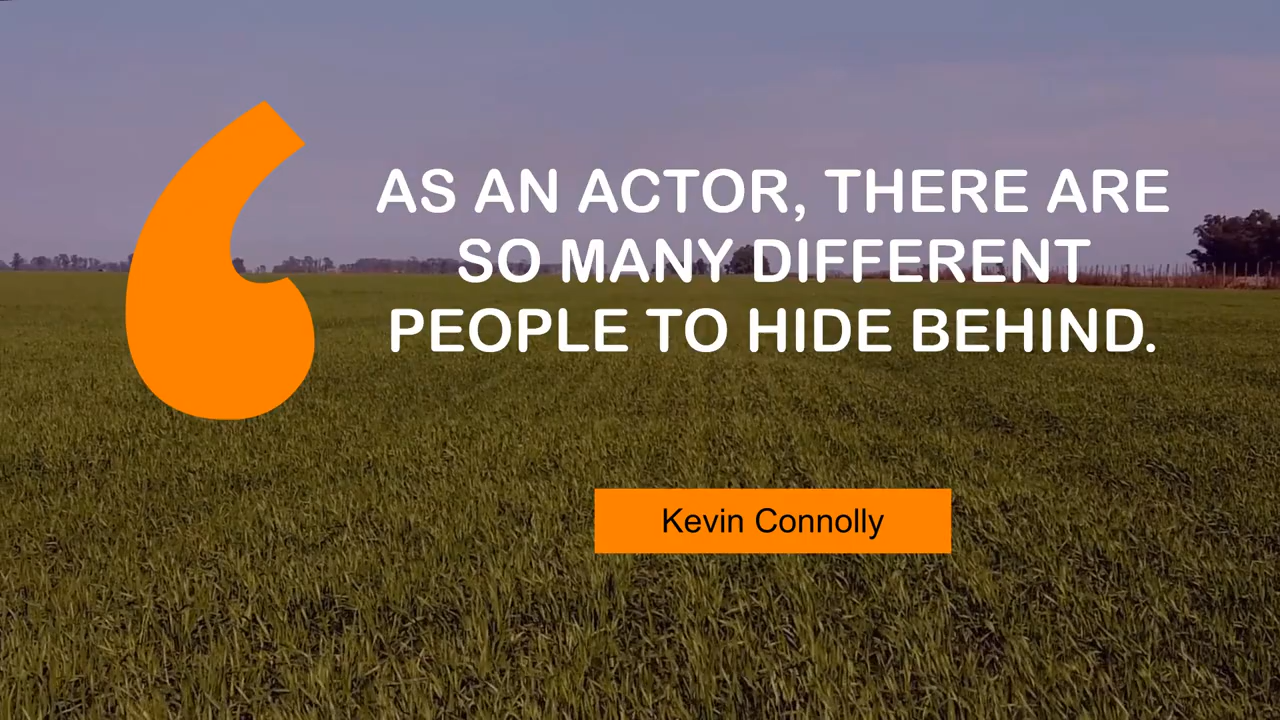 AS AN ACTOR, THERE ARE
SO MANY DIFFERENT
PEOPLE TO HIDE BEHIND.
Kevin Connolly